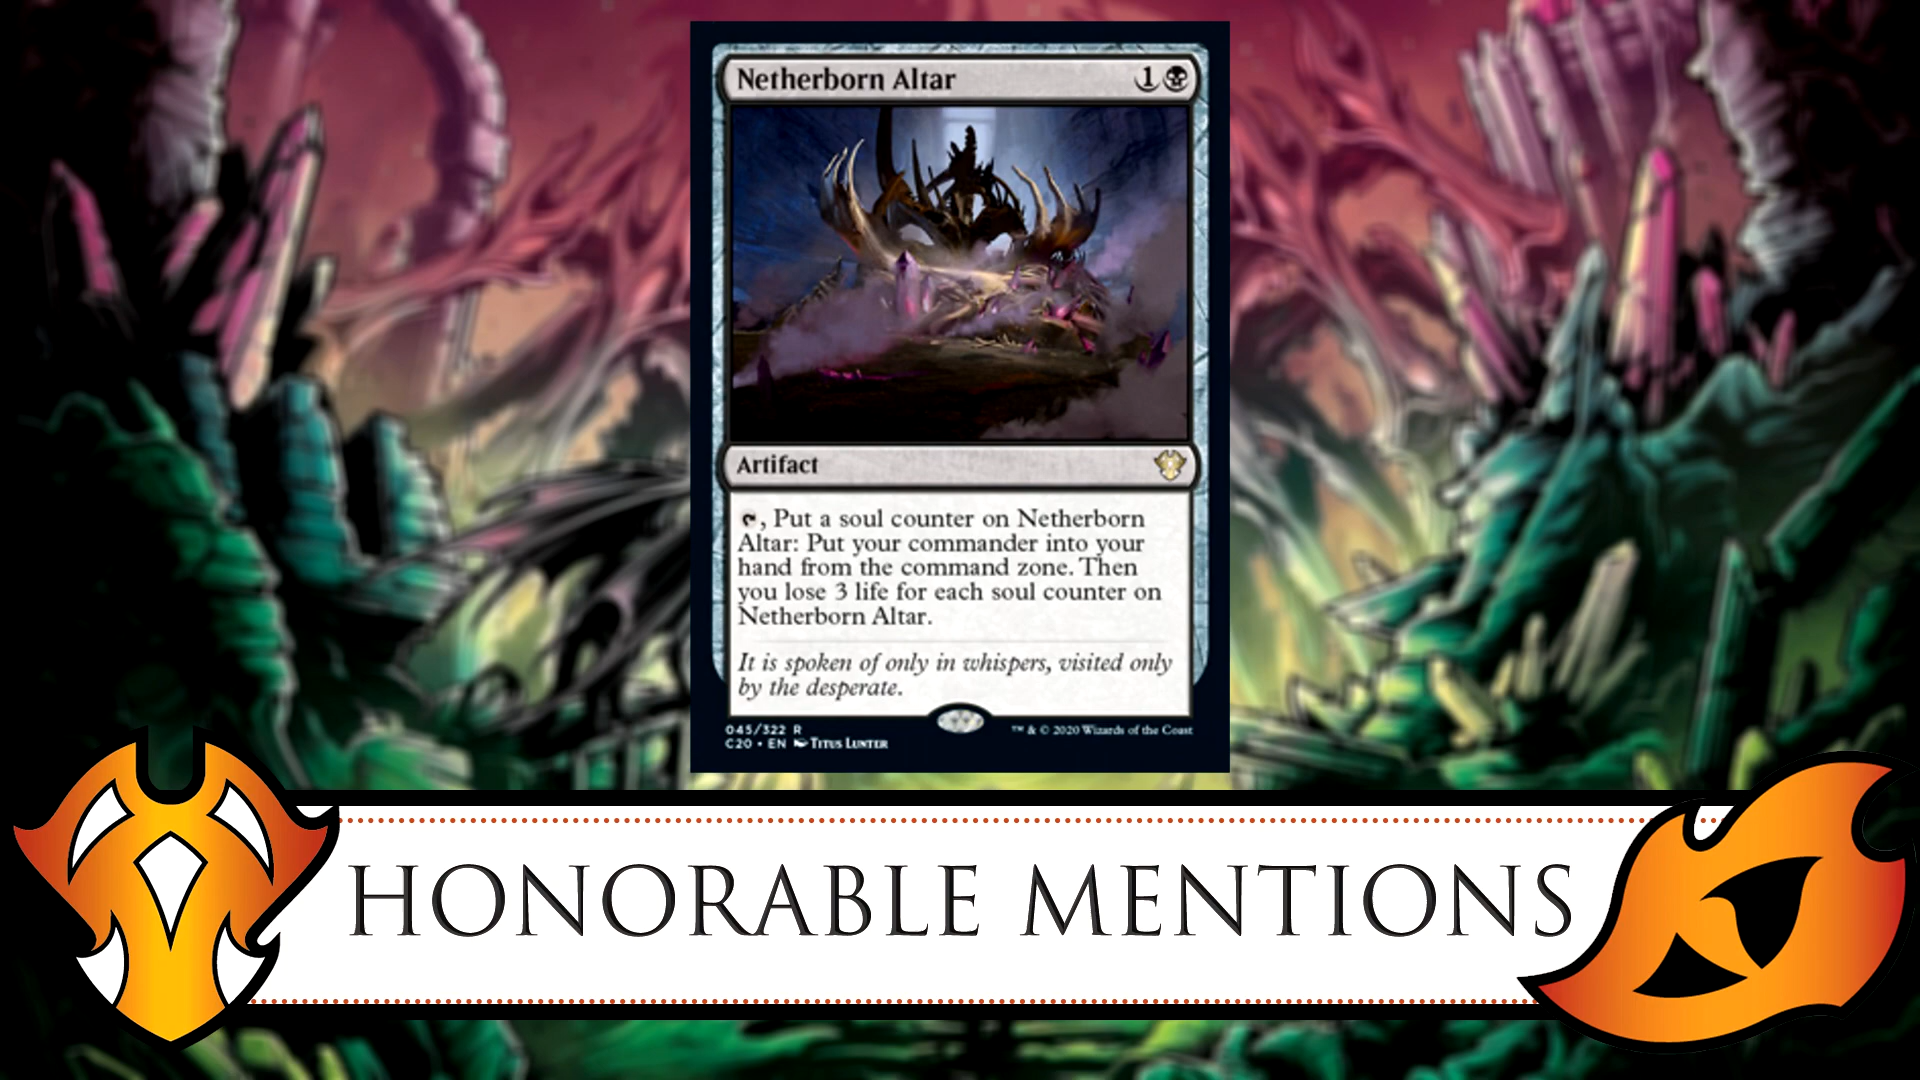 Netherborn Altar 1
Artifact
, Put a soul counter on Netherborn
Altar: Put your commander into your
hand from the command zone. Then
you lose 3 life for each soul counter on
Netherborn Altar.
It is spoken of only in whispers, visited only
by the desperate.
045/322 R
C20 • EN Titus Lunter
™ & © 2020 Wizards of the Coast
HONORABLE MENTIONS